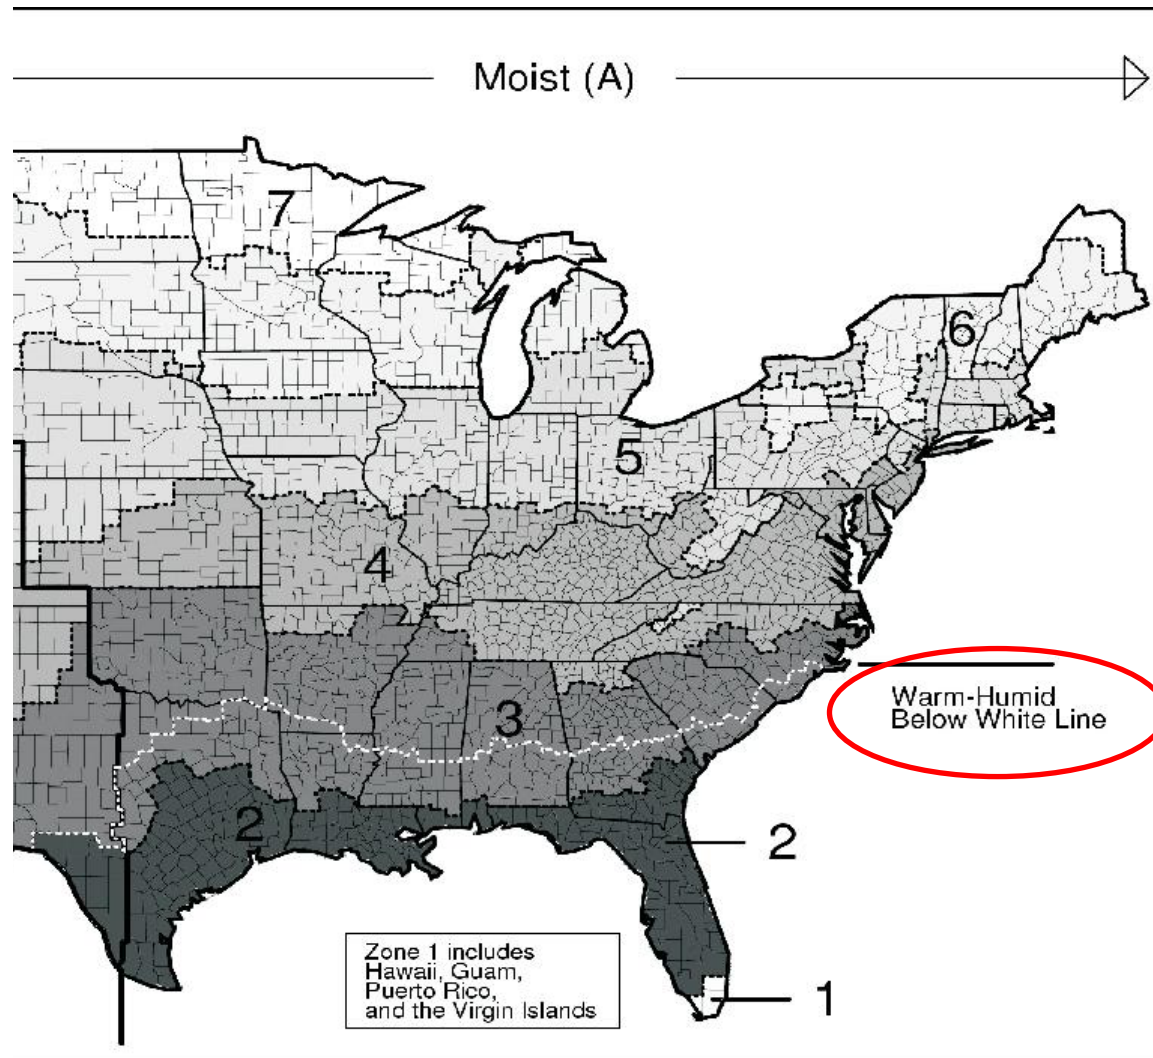 Moist (A)
7
6
5
4
Warm-Humid
Below White Line
3
2
2
Zone 1 includes
Hawaii, Guam,
Puerto Rico,
and the Virgin Islands
1